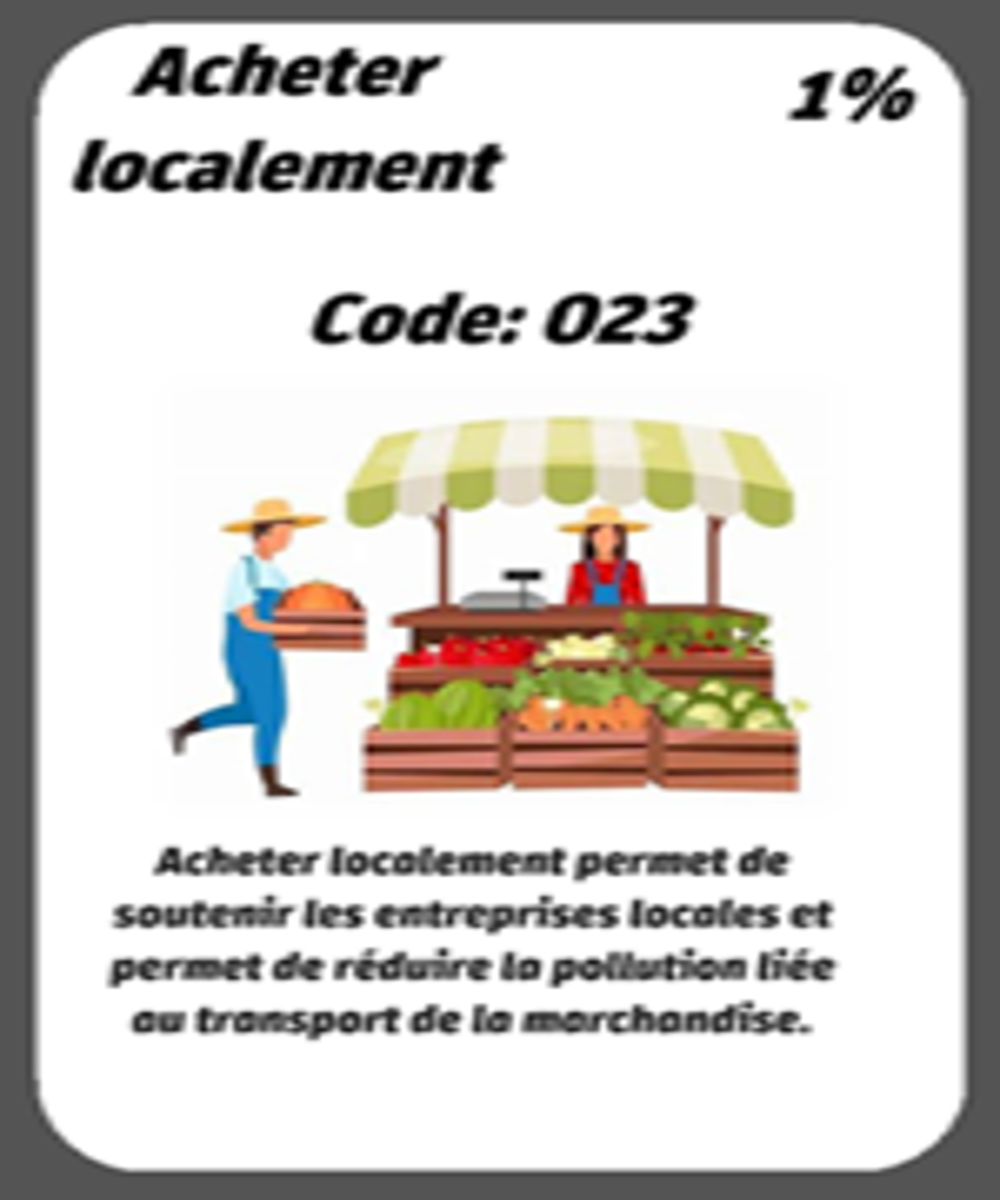 Acheter
localement
1%
Code: 023
Acheter localement permet de
soutenir les entreprises locales et
permet de réduire la pollution liée
au transport de la marchandise.